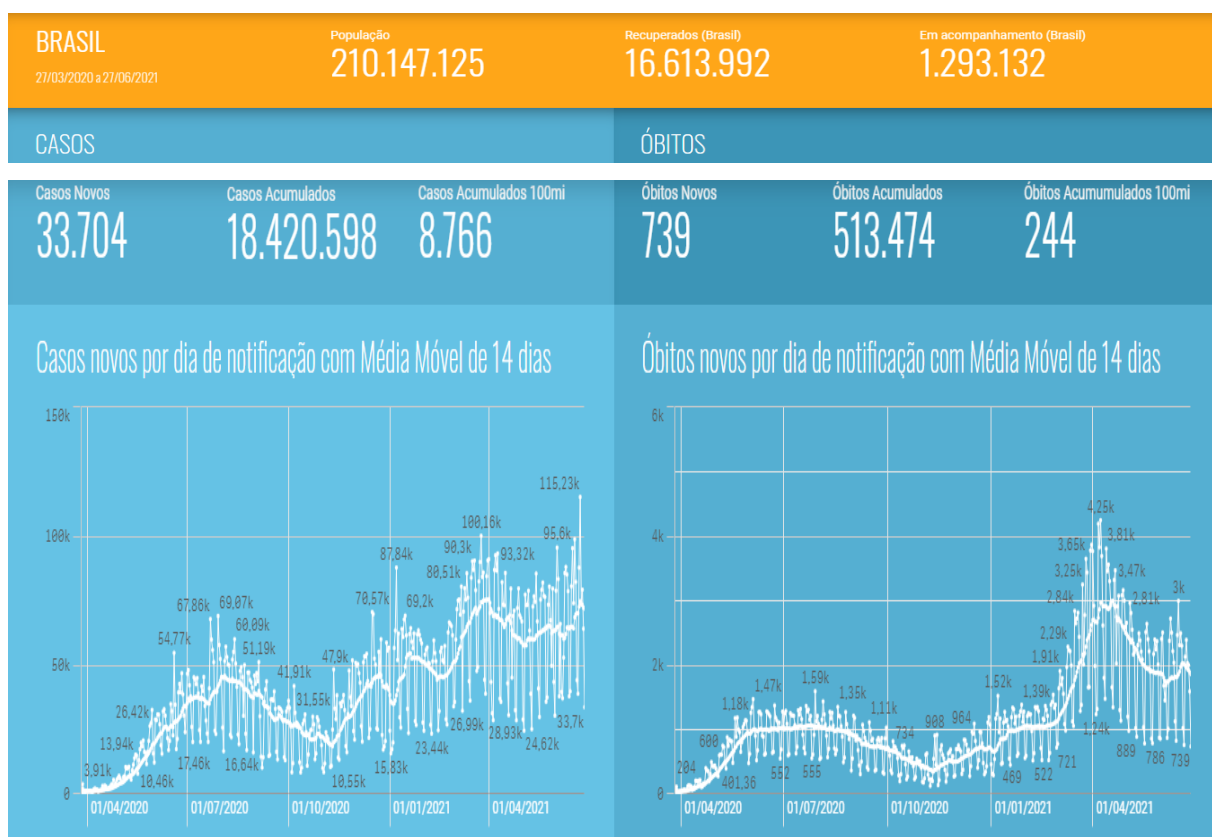 BRASIL
27/03/2020 a 27/06/2021
População
210.147.125
Recuperados (Brasil)
16.613.992
Em acompanhamento (Brasil)
1.293.132
CASOS
ÓBITOS
Casos Novos
33.704
Casos Acumulados
18.420.598
Casos Acumulados 100mi
8.766
Óbitos Novos
739
Óbitos Acumulados
513.474
Óbitos Acumumulados 100mi
244
Casos novos por dia de notificação com Média Móvel de 14 dias
150k
100k
50k
0
3,91k
13,94k
26,42k
10,46k
54,77k
67,86k
69,07k
60,09k
51,19k
17,46k
16,64k
41,91k
31,55k
47,9k
10,55k
70,57k
15,83k
87,84k
69,2k
23,44k
80,51k
90,3k
100,16k
93,32k
26,99k
28,93k
24,62k
95,6k
115,23k
33,7k
01/04/2020
01/07/2020
01/10/2020
01/01/2021
01/04/2021
Óbitos novos por dia de notificação com Média Móvel de 14 dias
6k
4k
2k
0
204
600
401,36
1,18k
1,47k
552
1,59k
555
1,35k
1,11k
734
908
964
1,52k
469
1,39k
522
1,91k
2,29k
721
2,84k
3,25k
3,65k
4,25k
3,81k
3,47k
2,81k
1,24k
889
786
3k
739
01/04/2020
01/07/2020
01/10/2020
01/01/2021
01/04/2021